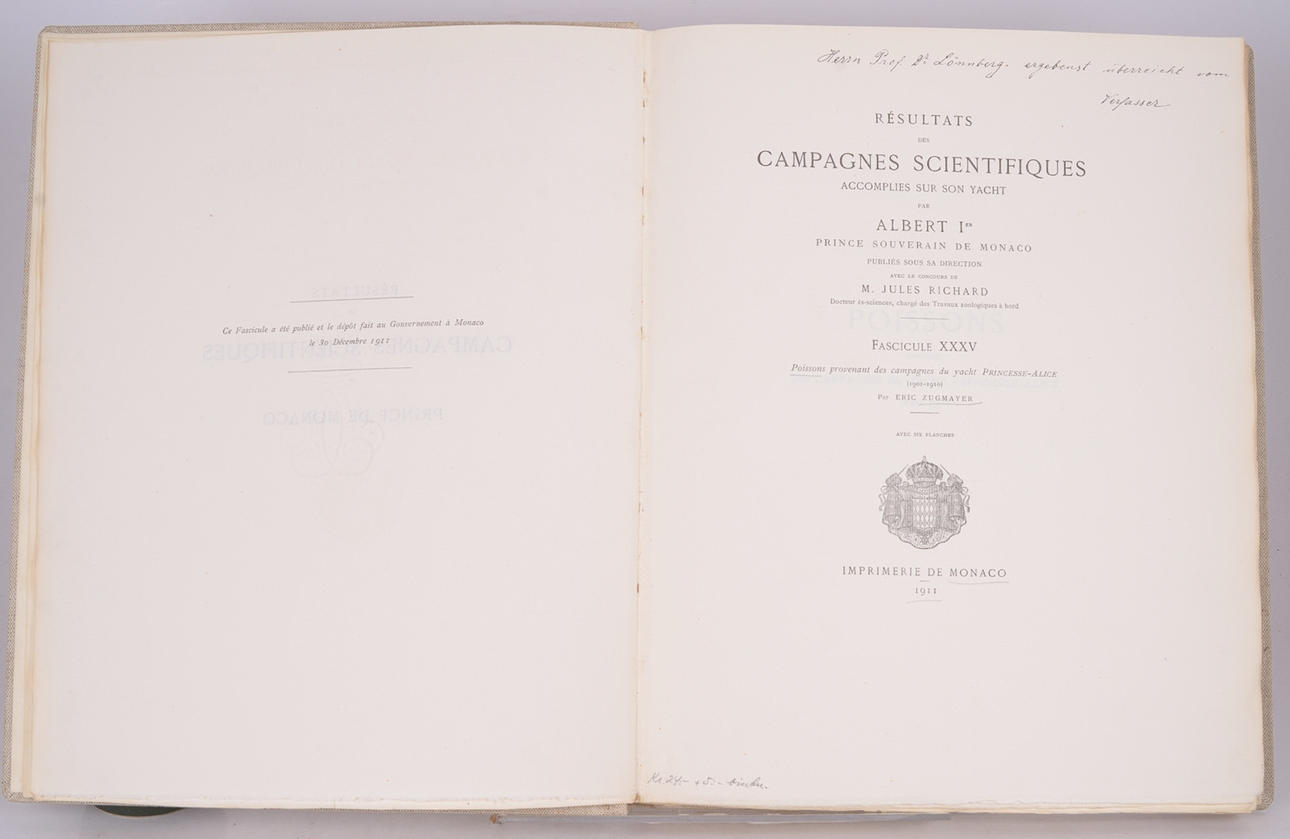 Ce Fascicule a été publié et le dépôt fait au Gouvernement à Monaco
le 30 Décembre 1911
Herrn Prof Dr. Lönnberg. ergebenst überreicht vom
Verfasser
RÉSULTATS
DES
CAMPAGNES SCIENTIFIQUES
ACCOMPLIES SUR SON YACHT
PAR
ALBERT Ier
PRINCE SOUVERAIN DE MONACO
PUBLIÉS SOUS SA DIRECTION
AVEC LE CONCOURS DE
M. JULES RICHARD
Docteur ès-sciences, chargé des Travaux zoologiques à bord
FASCICULE XXXV
Poissons provenant des campagnes du yacht PRINCESSE-ALICE
(1901-1910)
Par ERIC ZUGMAYER
AVEC SIX PLANCHES
IMPRIMERIE DE MONACO
1911
Kr 24.- + 5.-